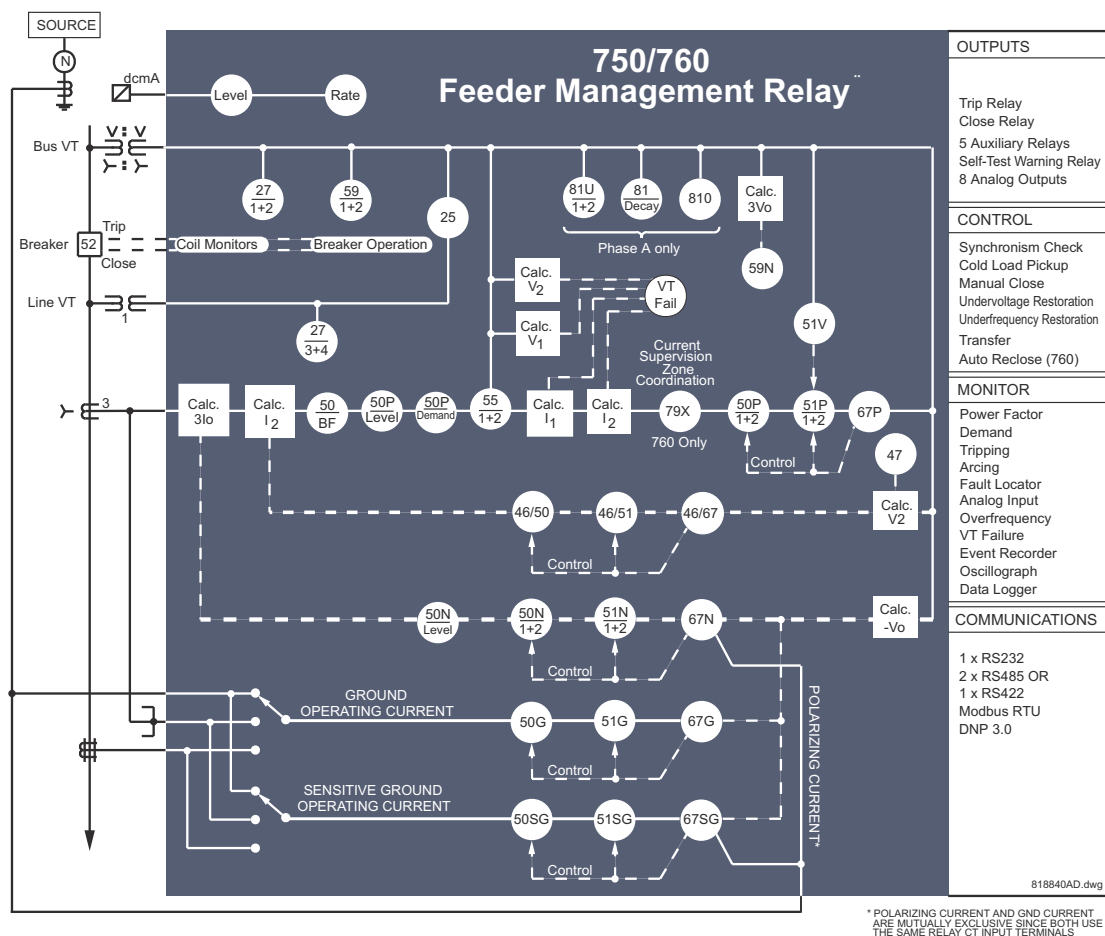 SOURCE
N
dcmA
Level
Rate
750/760
Feeder Management Relay
Bus VT
27
1+2
59
1+2
25
81U
1+2
81
Decay
810
Calc.
3Vo
Phase A only
59N
Breaker
52
Trip
Close
Coil Monitors
Breaker Operation
Calc.
V2
VT
Fail
Line VT
1
27
3+4
Calc.
V1
51V
Current
Supervision
Zone
Coordination
3
Calc.
3Io
Calc.
I2
50
BF
50P
Level
50P
Demand
55
1+2
Calc.
I1
Calc.
I2
79X
760 Only
50P
1+2
51P
1+2
67P
Control
47
46/50
46/51
46/67
Calc.
V2
Control
50N
Level
50N
1+2
51N
1+2
67N
Calc.
-Vo
Control
GROUND
OPERATING CURRENT
50G
51G
67G
Control
POLARIZING CURRENT*
SENSITIVE GROUND
OPERATING CURRENT
50SG
51SG
67SG
Control
OUTPUTS
Trip Relay
Close Relay
5 Auxiliary Relays
Self-Test Warning Relay
8 Analog Outputs
CONTROL
Synchronism Check
Cold Load Pickup
Manual Close
Undervoltage Restoration
Underfrequency Restoration
Transfer
Auto Reclose (760)
MONITOR
Power Factor
Demand
Tripping
Arcing
Fault Locator
Analog Input
Overfrequency
VT Failure
Event Recorder
Oscillograph
Data Logger
COMMUNICATIONS
1 x RS232
2 x RS485 OR
1 x RS422
Modbus RTU
DNP 3.0
818840AD.dwg
* POLARIZING CURRENT AND GND CURRENT
ARE MUTUALLY EXCLUSIVE SINCE BOTH USE
THE SAME RELAY CT INPUT TERMINALS